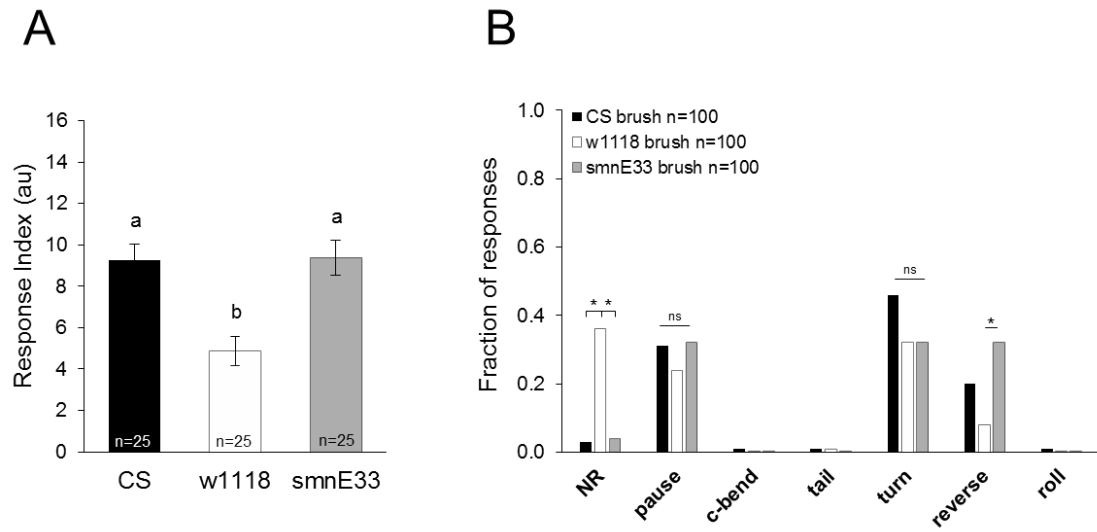 A
Response Index (au)
16
14
12
10
8
6
4
2
0
a
b
a
n=25
n=25
n=25
CS
w1118
smnE33
B
Fraction of responses
1.0
0.8
0.6
0.4
0.2
0.0
CS brush n=100
w1118 brush n=100
smnE33 brush n=100
* *
ns
ns
*
NR
pause
c-bend
tail
turn
reverse
roll